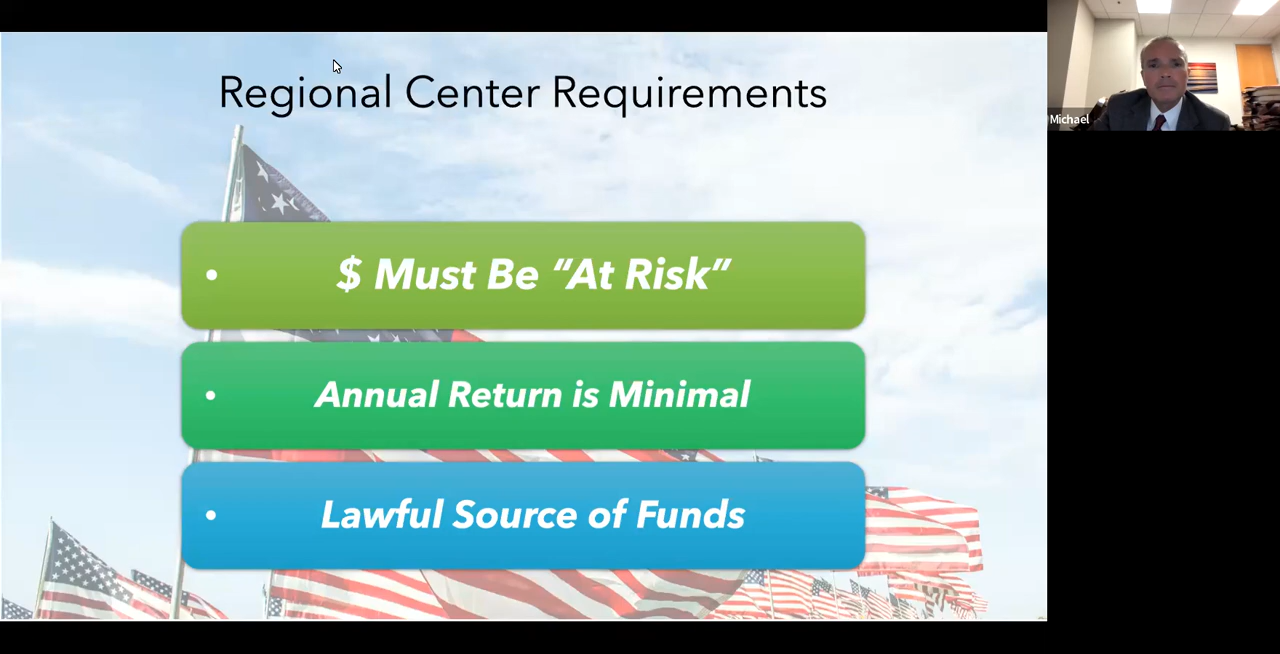 Regional Center Requirements
• $ Must Be “At Risk”
• Annual Return is Minimal
• Lawful Source of Funds
Michael